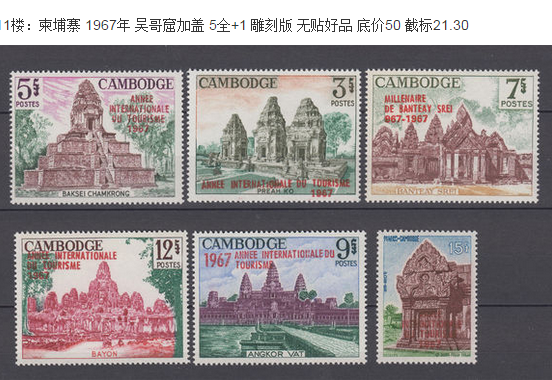 11楼：柬埔寨 1967年 吴哥窟加盖 5全+1 雕刻版 无贴好品 底价50 截标21.30
5
CAMBODGE
POSTES
ANNEE
INTERNATIONALE
DU TOURISME
1967
BAKSEI CHAMKRONG
CAMBODGE
3
POSTES
ANNEE INTERNATIONALE DU TOURISME
1967
PREAH KO
CAMBODGE
7
POSTES
MILLENAIRE
DE BANTEAY SREI
967-1967
BANTEAY SREI
CAMBODGE
12
POSTES
ANNEE INTERNATIONALE
DU TOURISME
1967
BAYON
CAMBODGE
9
POSTES
1967 ANNEE INTERNATIONALE DU
TOURISME
ANGKOR VAT
15